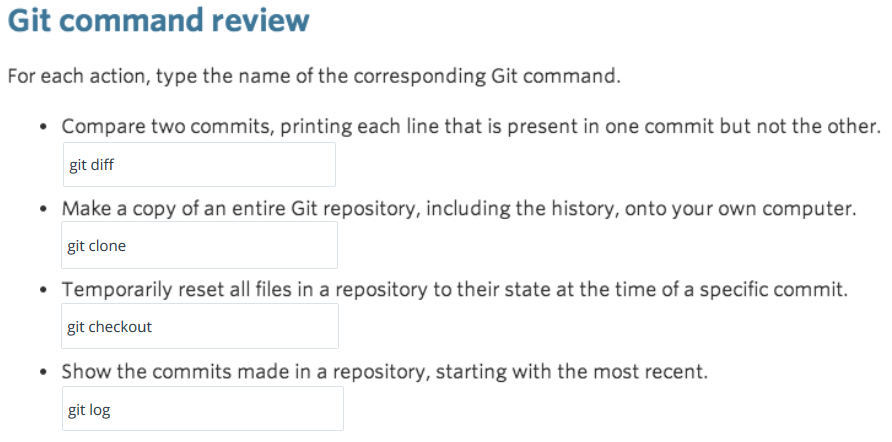 Git command review
For each action, type the name of the corresponding Git command.
• Compare two commits, printing each line that is present in one commit but not the other.
git diff
• Make a copy of an entire Git repository, including the history, onto your own computer.
git clone
• Temporarily reset all files in a repository to their state at the time of a specific commit.
git checkout
• Show the commits made in a repository, starting with the most recent.
git log